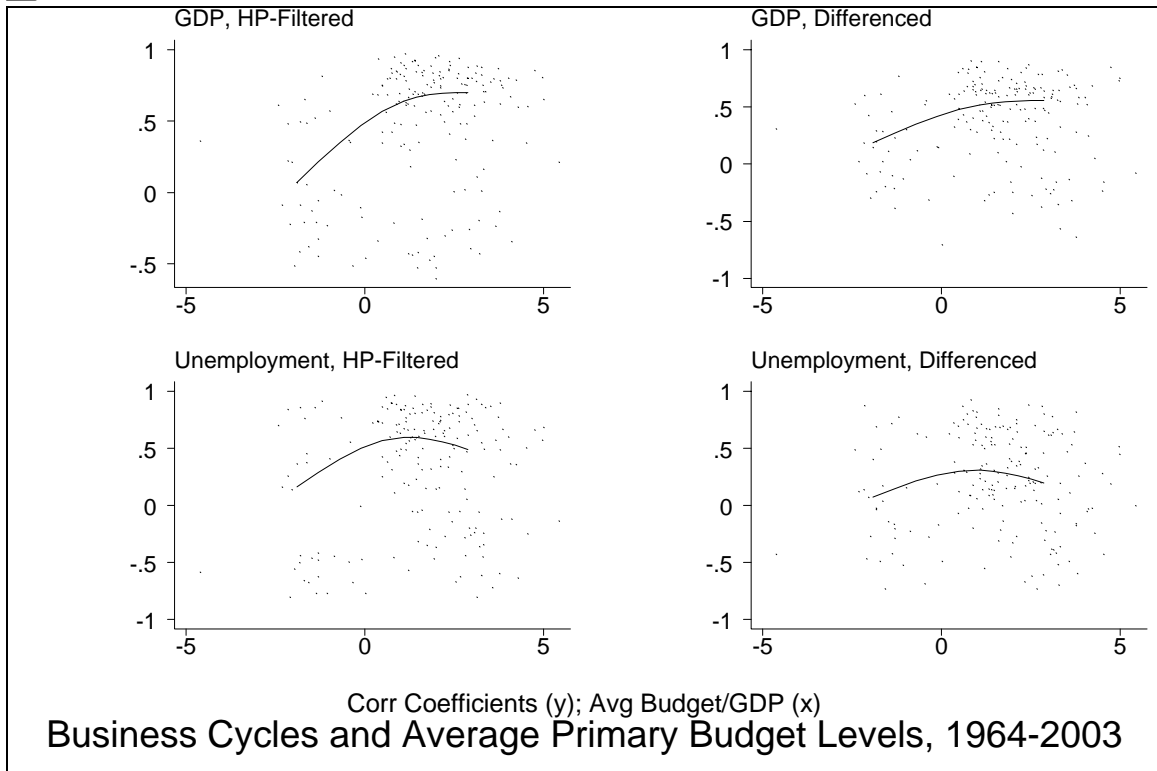 GDP, HP-Filtered
1
.5
0
-.5
-5 0 5
GDP, Differenced
1
.5
0
-.5
-1
-5 0 5
Unemployment, HP-Filtered
1
.5
0
-.5
-1
-5 0 5
Unemployment, Differenced
1
.5
0
-.5
-1
-5 0 5
Corr Coefficients (y); Avg Budget/GDP (x)
Business Cycles and Average Primary Budget Levels, 1964-2003